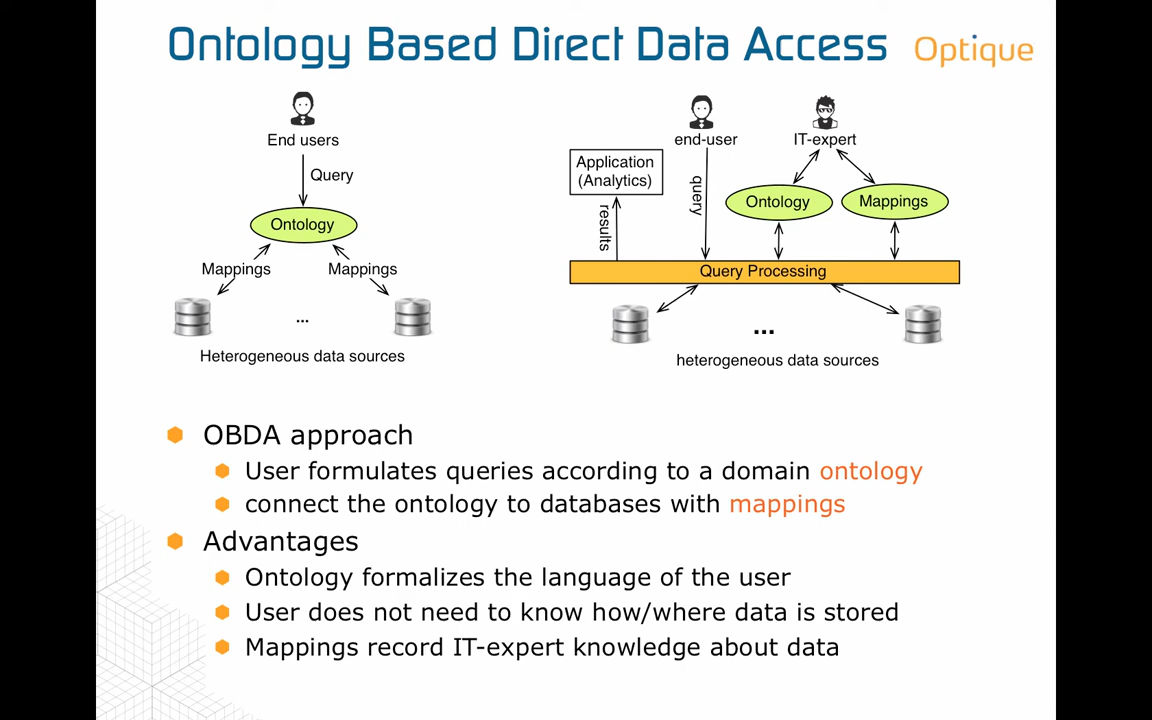 Ontology Based Direct Data Access
Optique
End users
Query
Ontology
Mappings
Mappings
...
Heterogeneous data sources
end-user
IT-expert
Application
(Analytics)
query
results
Ontology
Mappings
Query Processing
...
heterogeneous data sources
OBDA approach
User formulates queries according to a domain ontology
connect the ontology to databases with mappings
Advantages
Ontology formalizes the language of the user
User does not need to know how/where data is stored
Mappings record IT-expert knowledge about data